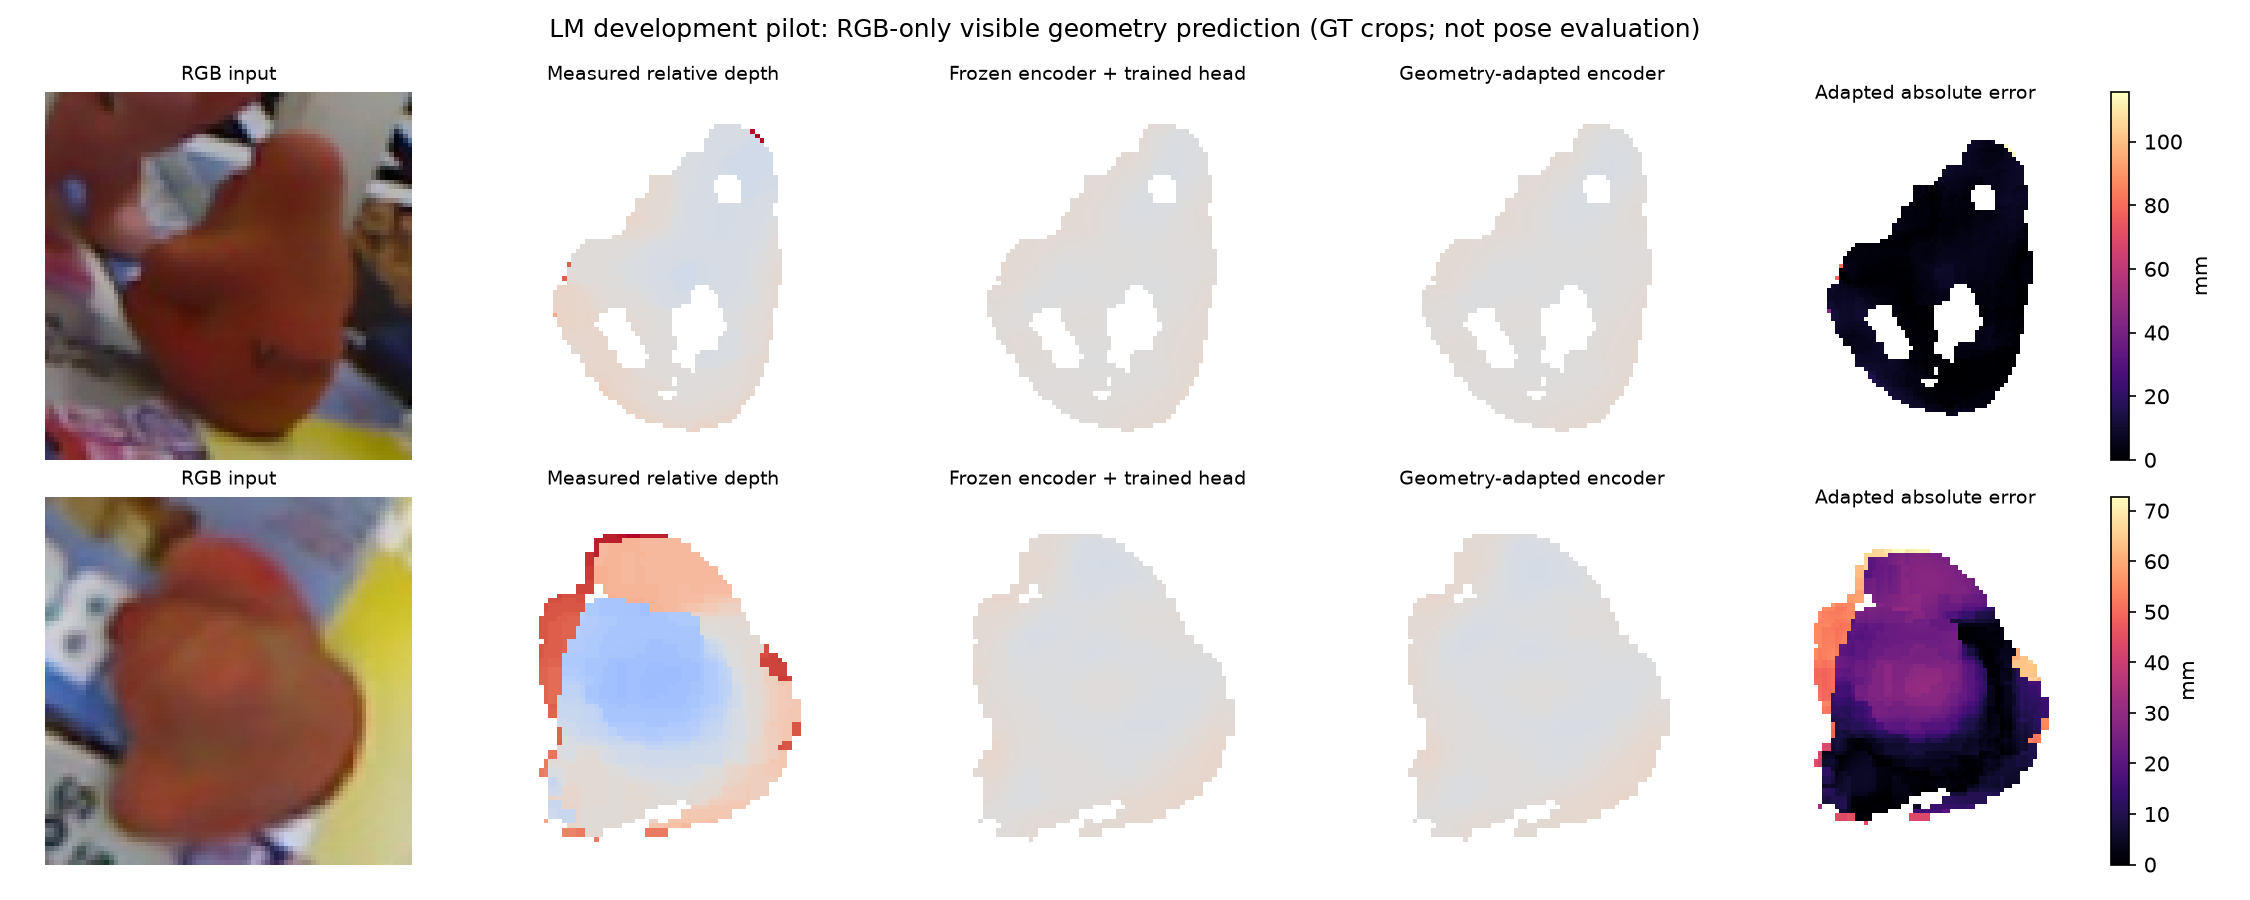 LM development pilot: RGB-only visible geometry prediction (GT crops; not pose evaluation)
RGB input
Measured relative depth
Frozen encoder + trained head
Geometry-adapted encoder
Adapted absolute error
100
80
60
40
20
0
mm
RGB input
Measured relative depth
Frozen encoder + trained head
Geometry-adapted encoder
Adapted absolute error
70
60
50
40
30
20
10
0
mm